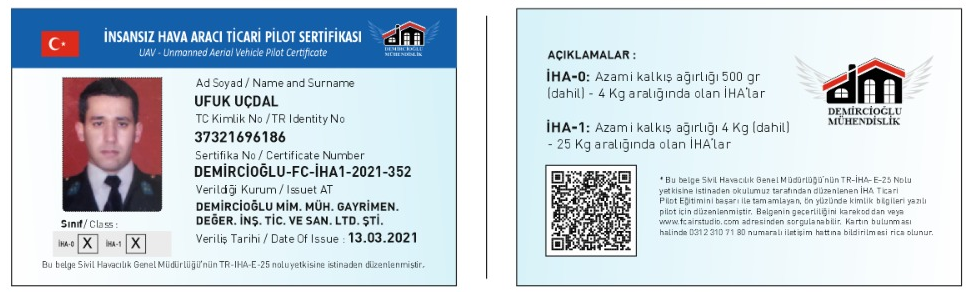 İNSANSIZ HAVA ARACI TİCARİ PİLOT SERTİFİKASI
UAV - Unmanned Aerial Vehicle Pilot Certificate
DEMİRCİOĞLU
MÜHENDİSLİK
Ad Soyad / Name and Surname
UFUK UÇDAL
TC Kimlik No / TR Identity No
37321696186
Sertifika No / Certificate Number
DEMİRCİOĞLU-FC-İHA1-2021-352
Verildiği Kurum / Issuet AT
DEMİRCİOĞLU MİM. MÜH. GAYRİMEN.
DEĞER. İNŞ. TİC. VE SAN. LTD. ŞTİ.
Veriliş Tarihi / Date Of Issue : 13.03.2021
Sınıf / Class :
İHA-0 X İHA-1 X
Bu belge Sivil Havacılık Genel Müdürlüğü'nün TR-IHA-E-25 nolu yetkisine istinaden düzenlenmiştir.
AÇIKLAMALAR :
İHA-0: Azami kalkış ağırlığı 500 gr
(dahil) - 4 Kg aralığında olan İHA'lar
İHA-1: Azami kalkış ağırlığı 4 Kg (dahil)
- 25 Kg aralığında olan İHA'lar
DEMİRCİOĞLU
MÜHENDİSLİK
* Bu belge Sivil Havacılık Genel Müdürlüğü'nün TR-İHA-E-25 Nolu
yetkisine istinaden okulumuz tarafından düzenlenen İHA Ticari
Pilot Eğitimini başarı ile tamamlayan, ön yüzünde kimlik bilgileri yazılı
pilot için düzenlenmiştir. Belgenin geçerliliğini karekod dan veya
www.fcairstudio.com adresinden sorgulanabilir. Kartın bulunması
halinde 0312 310 71 80 numaralı iletişim hattına bildirilmesi rica olunur.